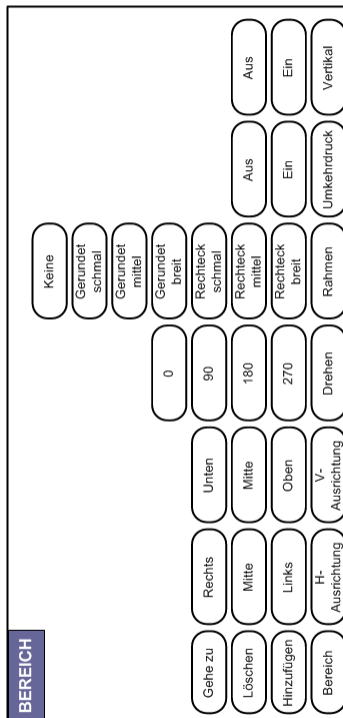 BEREICH
Keine
Gerundet
schmal
Gerundet
mittel
0
Gerundet
breit
Gehe zu
Rechts
Unten
90
Rechteck
schmal
Löschen
Mitte
Mitte
180
Rechteck
mittel
Aus
Aus
Hinzufügen
Links
Oben
270
Rechteck
breit
Ein
Ein
Bereich
H-
Ausrichtung
V-
Ausrichtung
Drehen
Rahmen
Umkehrdruck
Vertikal